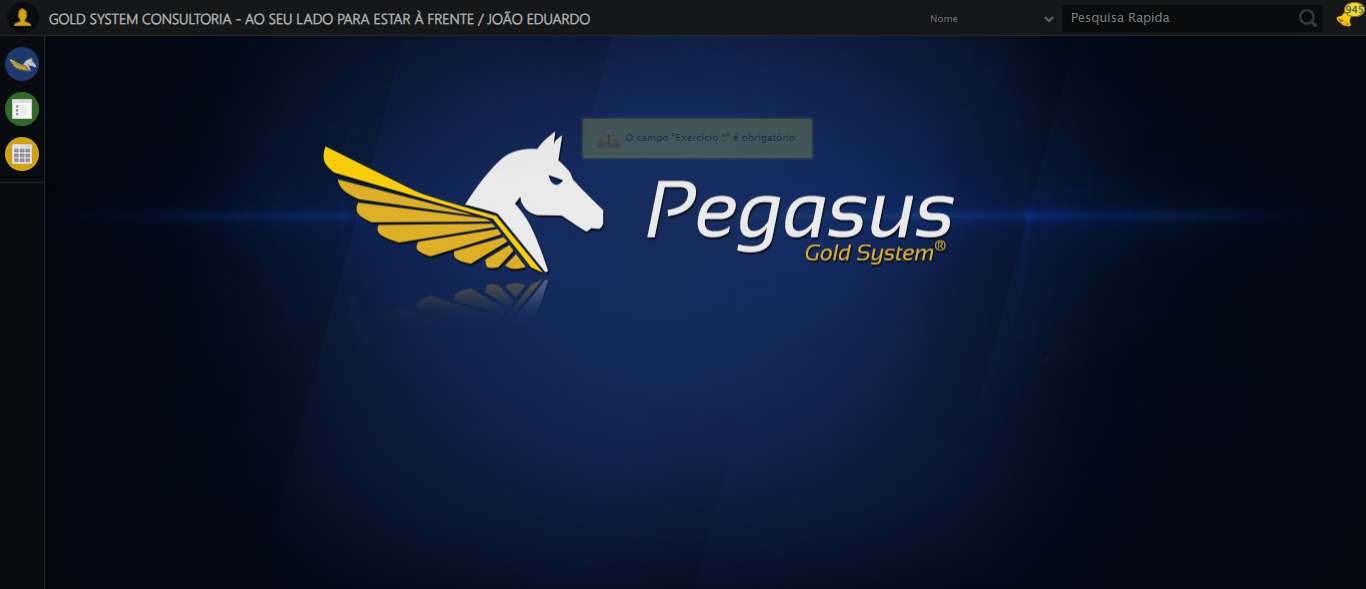 GOLD SYSTEM CONSULTORIA - AO SEU LADO PARA ESTAR À FRENTE / JOÃO EDUARDO
Nome
Pesquisa Rapida
945
O campo "Exercício *" é obrigatório.
Pegasus
Gold System®